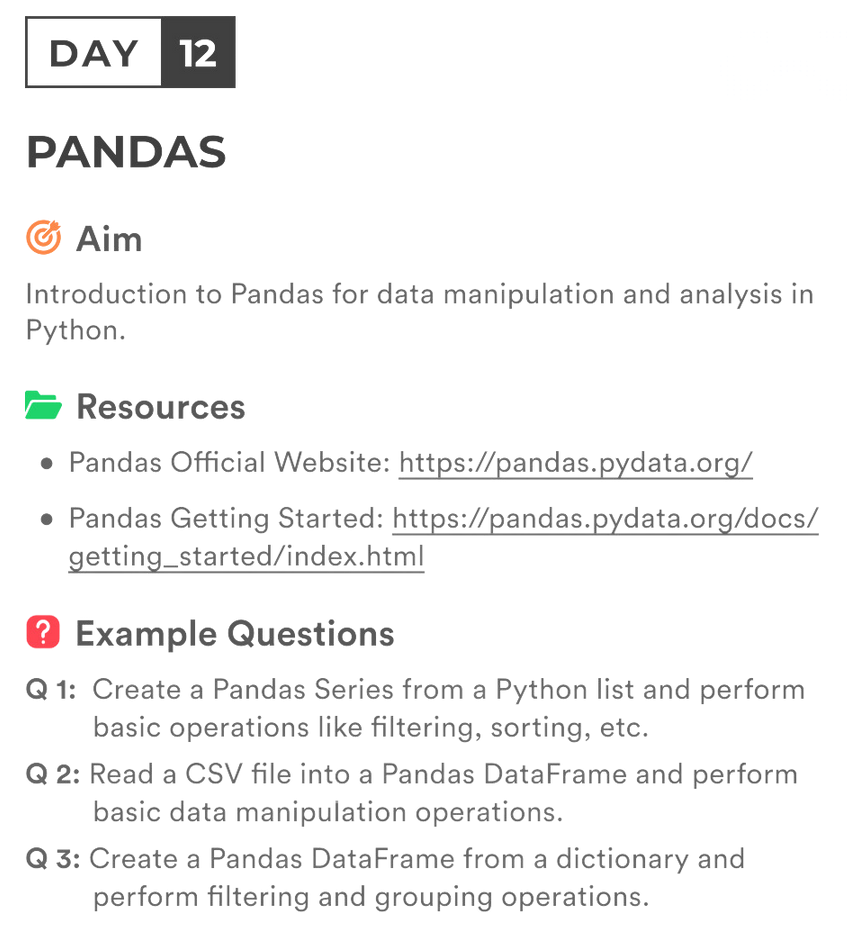 DAY 12
PANDAS
Aim
Introduction to Pandas for data manipulation and analysis in
Python.
Resources
• Pandas Official Website: https://pandas.pydata.org/
• Pandas Getting Started: https://pandas.pydata.org/docs/
getting_started/index.html
? Example Questions
Q 1: Create a Pandas Series from a Python list and perform
basic operations like filtering, sorting, etc.
Q 2: Read a CSV file into a Pandas DataFrame and perform
basic data manipulation operations.
Q 3: Create a Pandas DataFrame from a dictionary and
perform filtering and grouping operations.